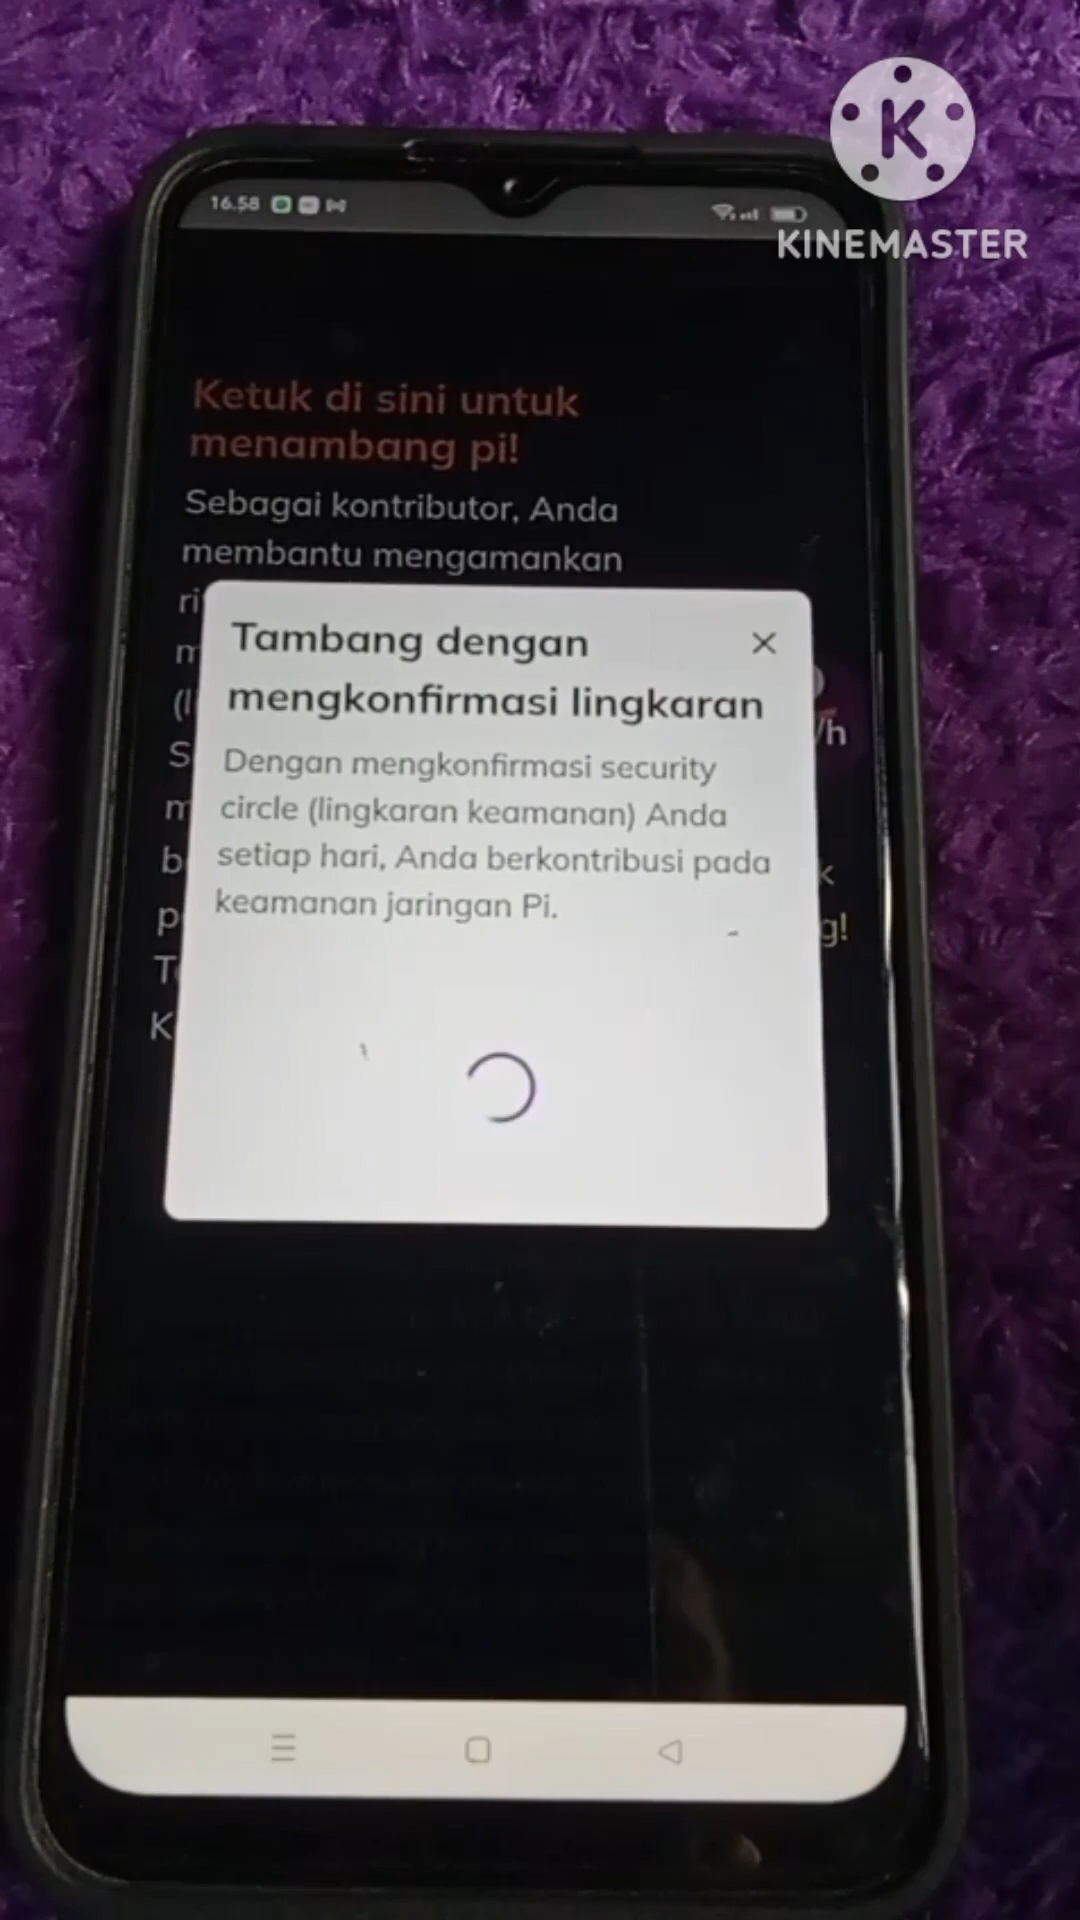 K
KINEMASTER
16.58
Ketuk di sini untuk
menambang pi!
Sebagai kontributor, Anda
membantu mengamankan
Tambang dengan
mengkonfirmasi lingkaran
/h
Dengan mengkonfirmasi security
circle (lingkaran keamanan) Anda
setiap hari, Anda berkontribusi pada
keamanan jaringan Pi.